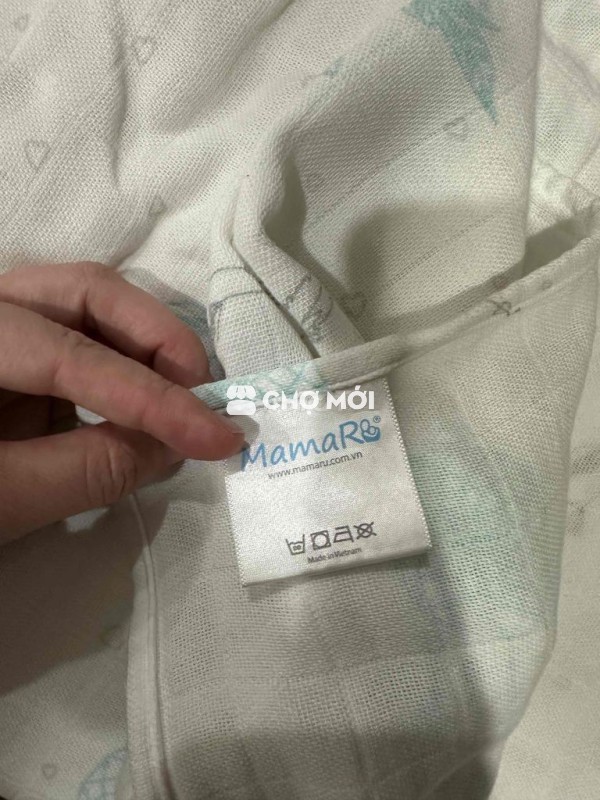 CHỢ MỚI
MamaRu®
www.mamaru.com.vn
Made in Vietnam